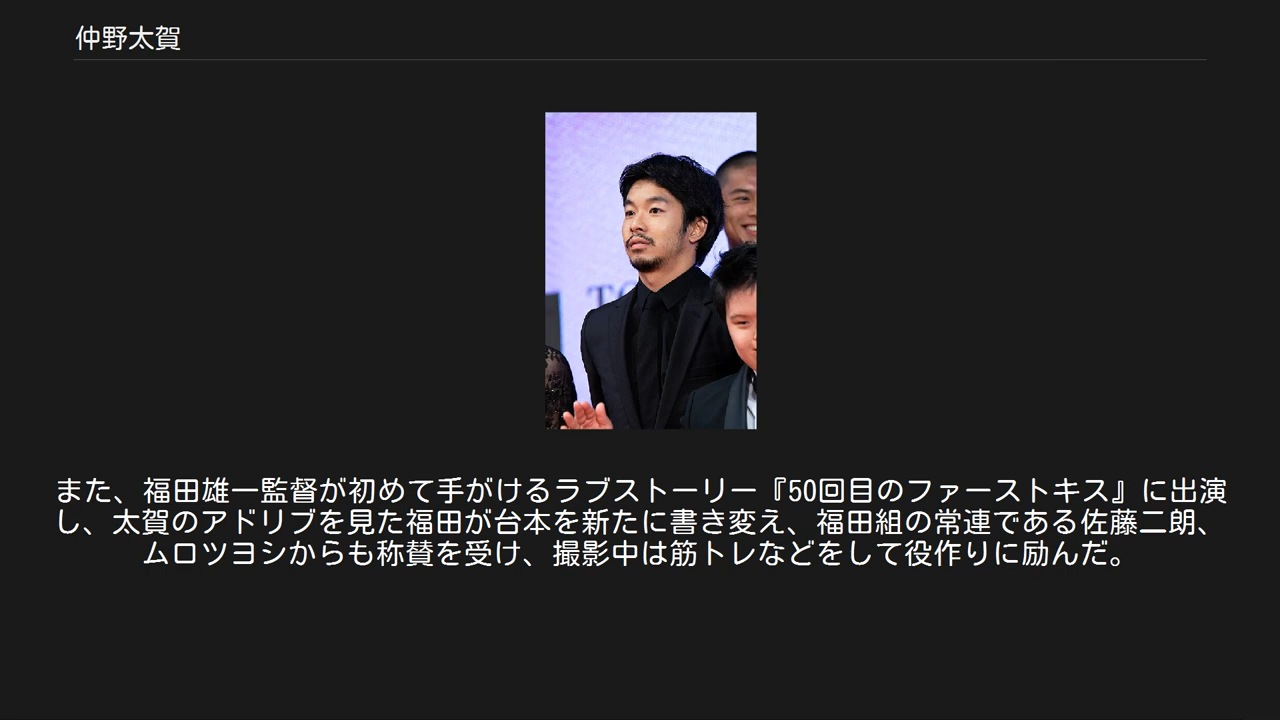 仲野太賀
TO
また、福田雄一監督が初めて手がけるラブストーリー『50回目のファーストキス』に出演
し、太賀のアドリブを見た福田が台本を新たに書き変え、福田組の常連である佐藤二朗、
ムロツヨシからも称賛を受け、撮影中は筋トレなどをして役作りに励んだ。